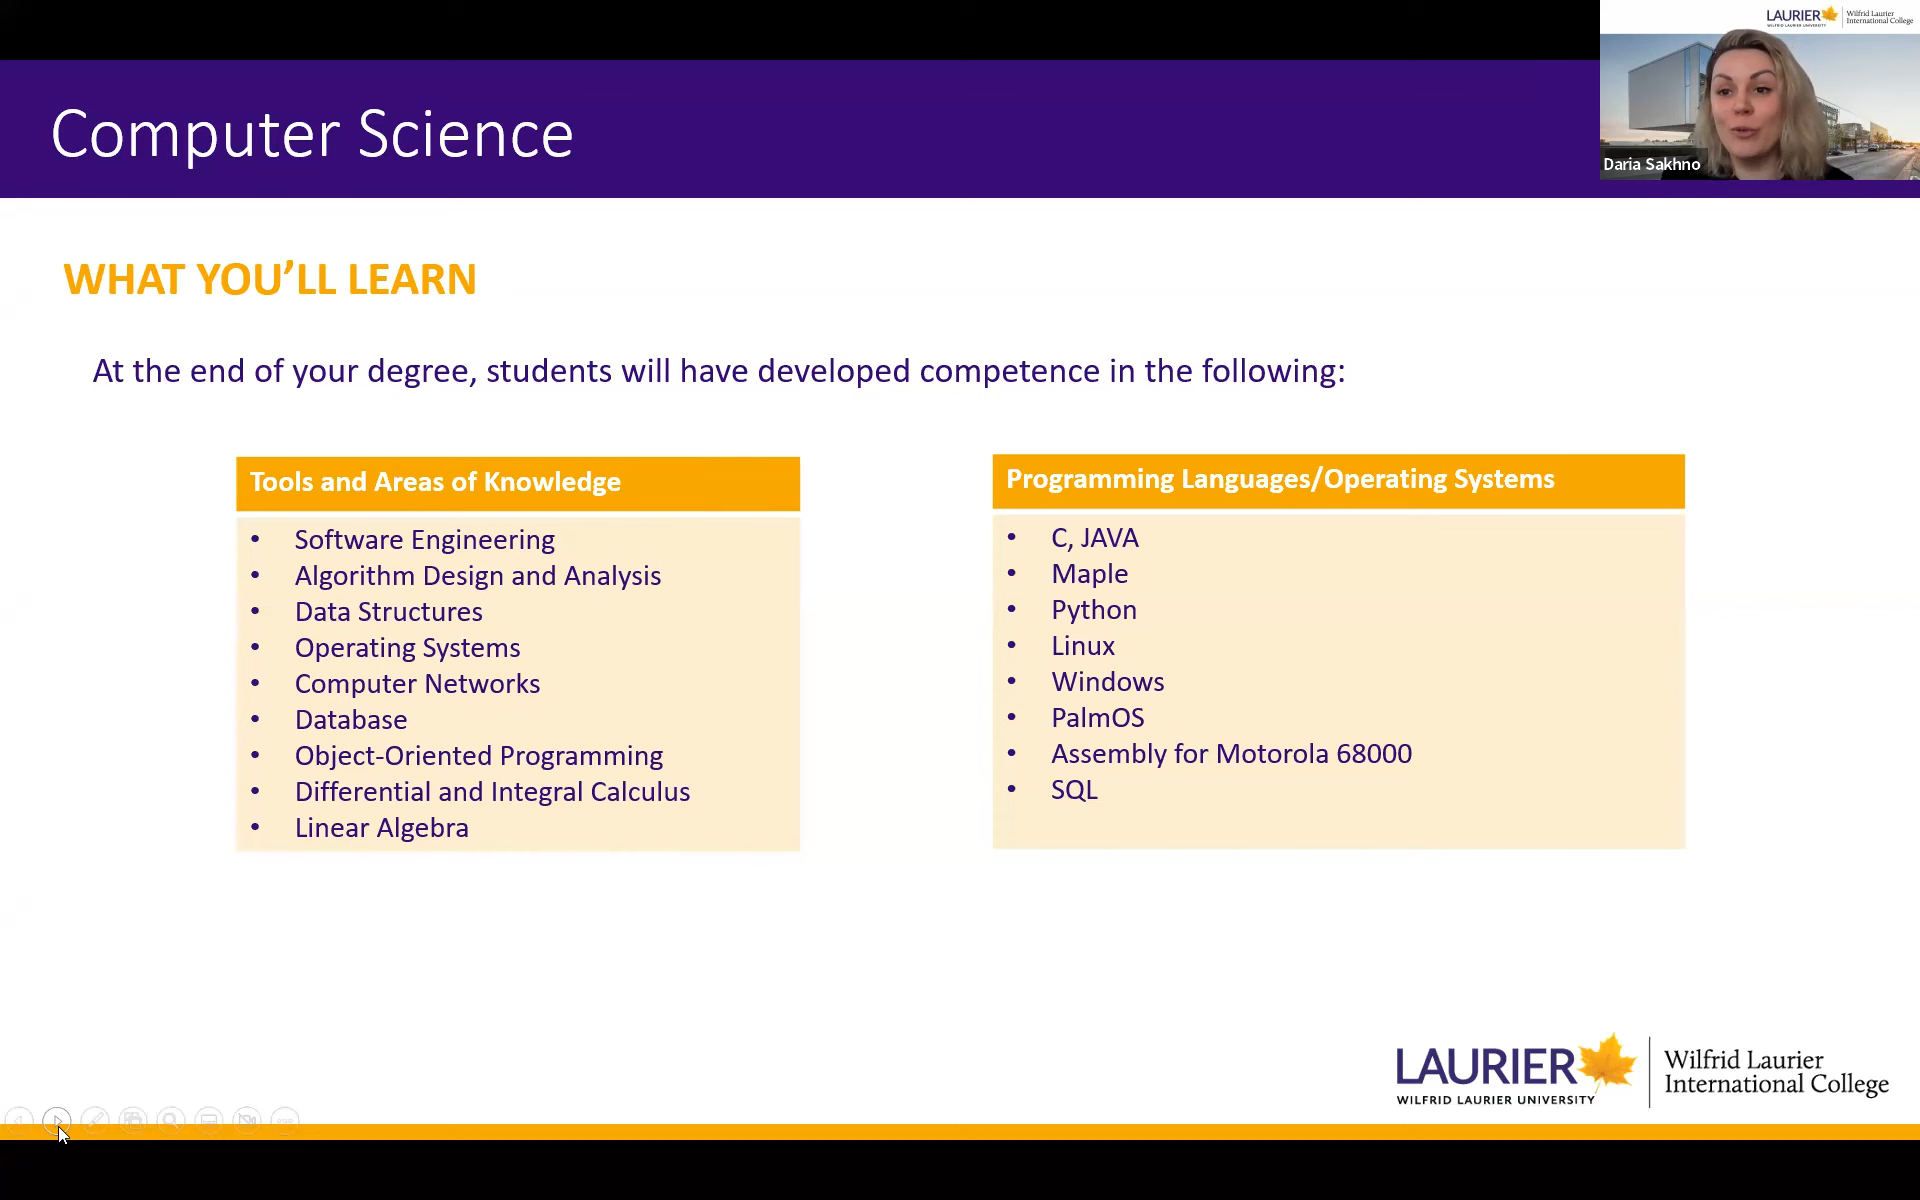 LAURIER
WILFRID LAURIER UNIVERSITY
Wilfrid Laurier
International College
Computer Science
Daria Sakhno
WHAT YOU’LL LEARN
At the end of your degree, students will have developed competence in the following:
Tools and Areas of Knowledge
• Software Engineering
• Algorithm Design and Analysis
• Data Structures
• Operating Systems
• Computer Networks
• Database
• Object-Oriented Programming
• Differential and Integral Calculus
• Linear Algebra
Programming Languages/Operating Systems
• C, JAVA
• Maple
• Python
• Linux
• Windows
• PalmOS
• Assembly for Motorola 68000
• SQL
LAURIER
WILFRID LAURIER UNIVERSITY
Wilfrid Laurier
International College